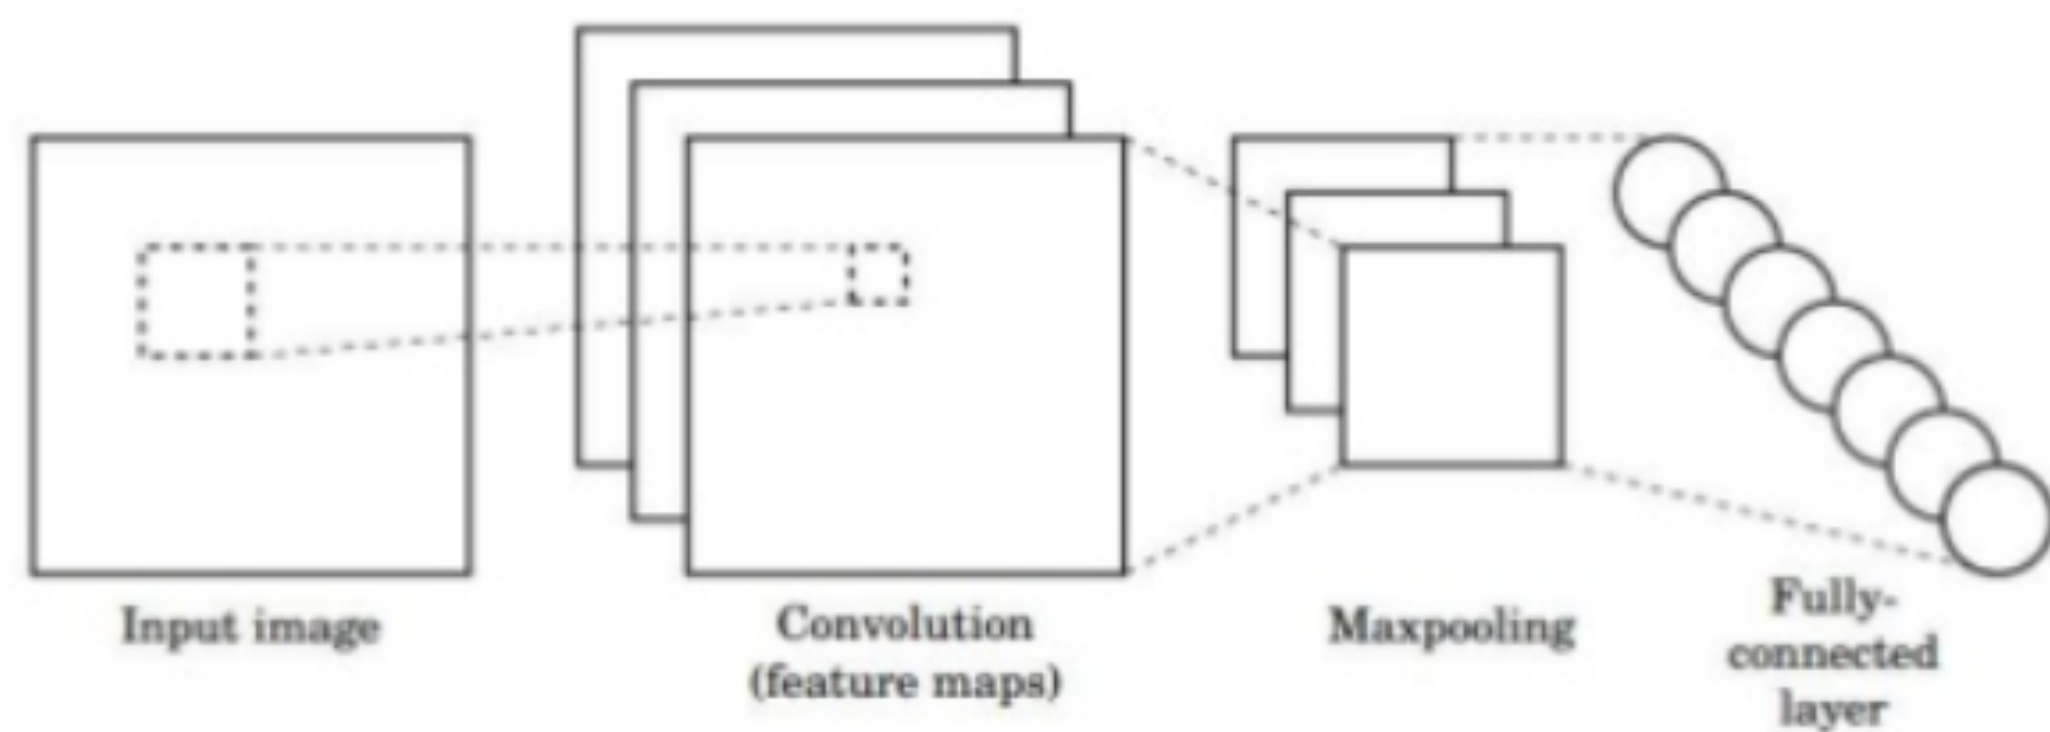 Input image
Convolution
(feature maps)
Maxpooling
Fully-
connected
layer